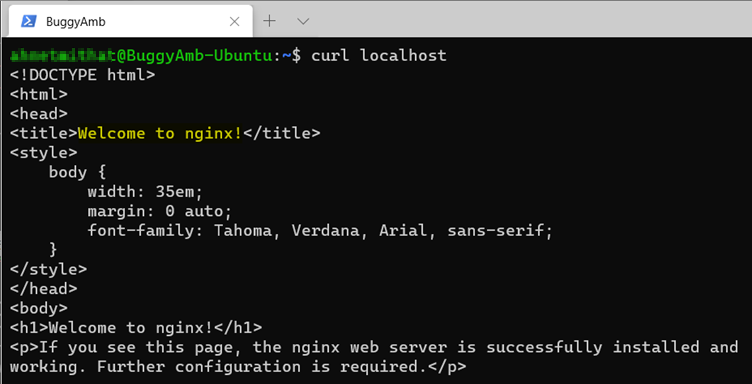 BuggyAmb
@BuggyAmb-Ubuntu:~$ curl localhost
<!DOCTYPE html>
<html>
<head>
<title>Welcome to nginx!</title>
<style>
    body {
        width: 35em;
        margin: 0 auto;
        font-family: Tahoma, Verdana, Arial, sans-serif;
    }
</style>
</head>
<body>
<h1>Welcome to nginx!</h1>
<p>If you see this page, the nginx web server is successfully installed and
working. Further configuration is required.</p>